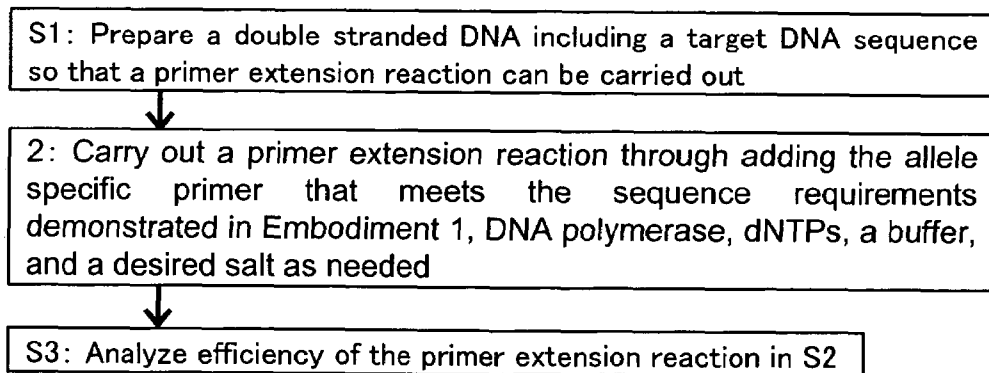 S1: Prepare a double stranded DNA including a target DNA sequence
so that a primer extension reaction can be carried out
2: Carry out a primer extension reaction through adding the allele
specific primer that meets the sequence requirements
demonstrated in Embodiment 1, DNA polymerase, dNTPs, a buffer,
and a desired salt as needed
S3: Analyze efficiency of the primer extension reaction in S2